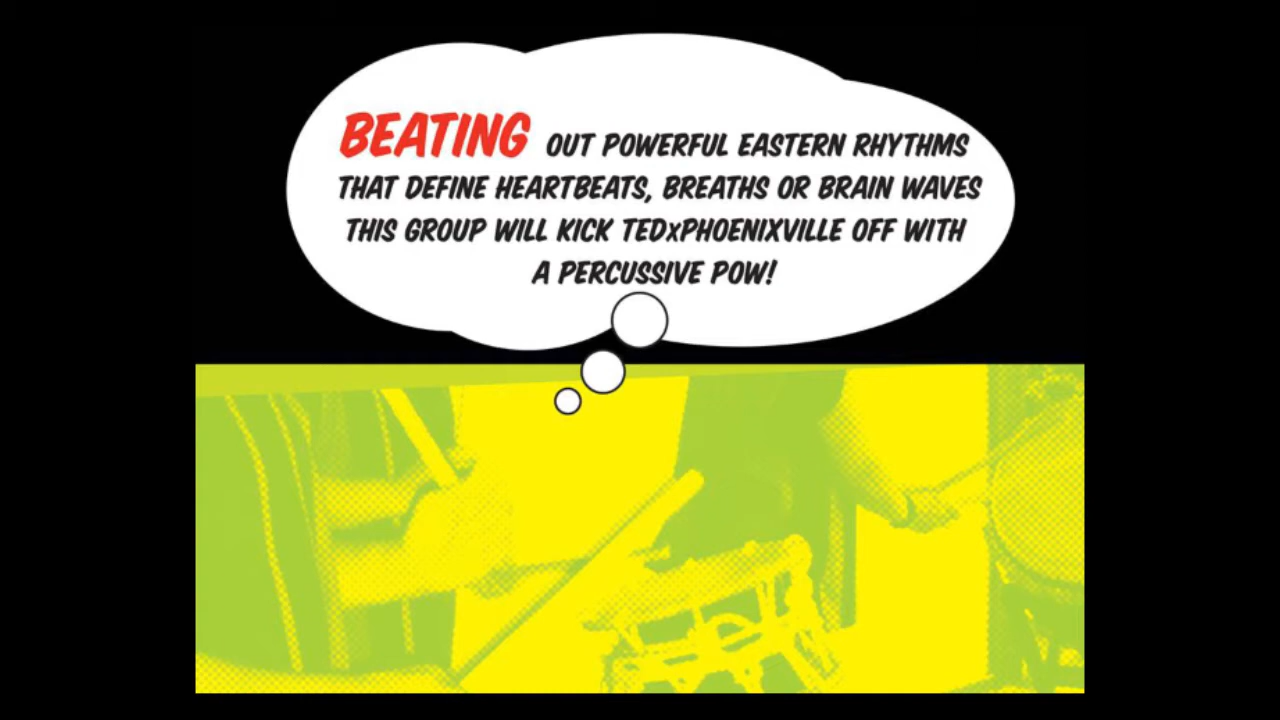 BEATING OUT POWERFUL EASTERN RHYTHMS
THAT DEFINE HEARTBEATS, BREATHS OR BRAIN WAVES
THIS GROUP WILL KICK TEDxPHOENIXVILLE OFF WITH
A PERCUSSIVE POW!